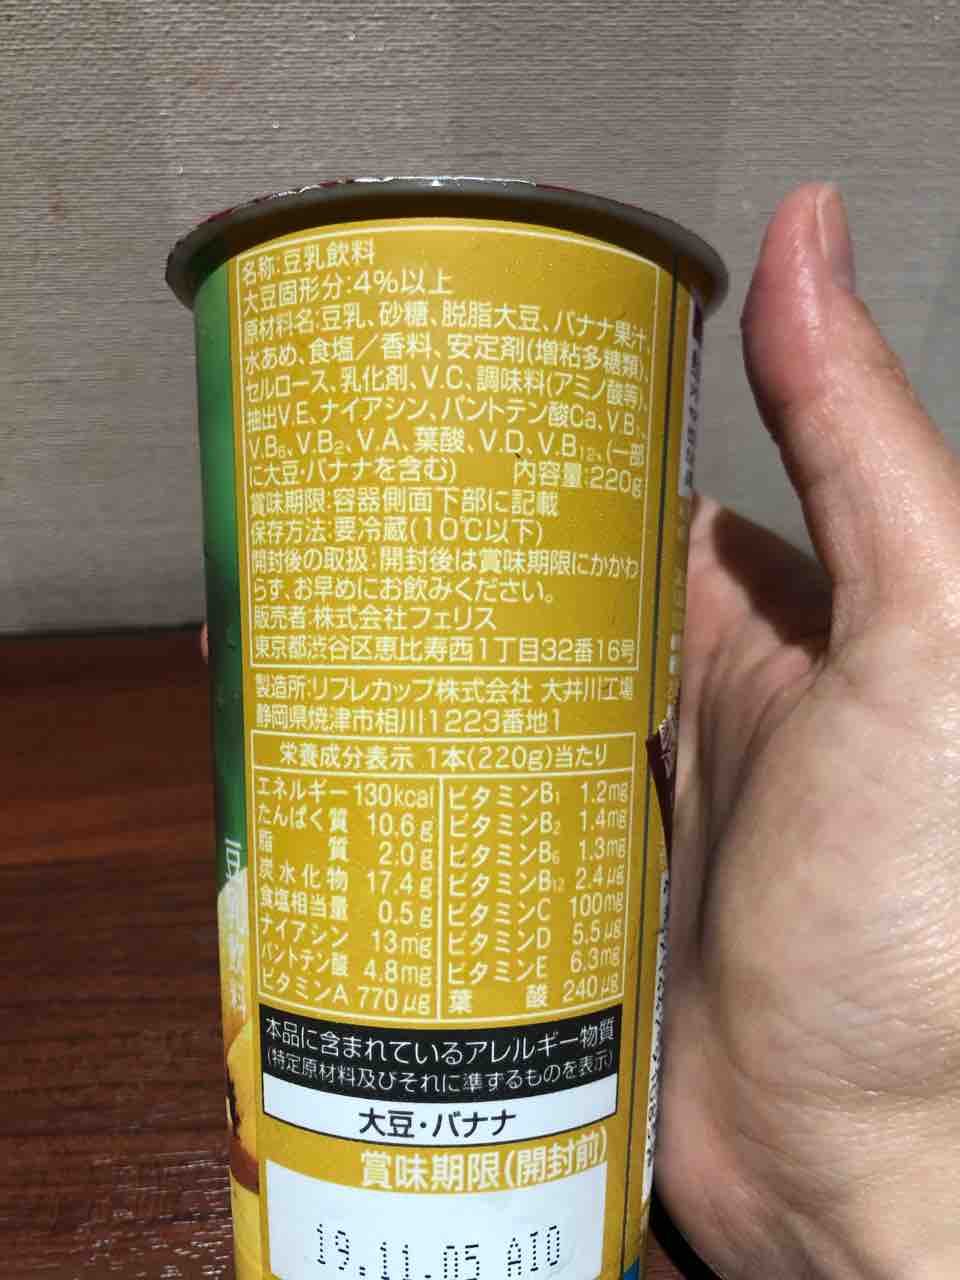 名称:豆乳飲料
大豆固形分:4%以上
原材料名:豆乳、砂糖、脱脂大豆、バナナ果汁、
水あめ、食塩/香料、安定剤(増粘多糖類)、
セルロース、乳化剤、V.C、調味料(アミノ酸等)、
抽出V.E、ナイアシン、パントテン酸Ca、V.B₁、
V.B₆、V.B₂、V.A、葉酸、V.D、V.B₁₂、(一部
に大豆・バナナを含む) 内容量:220g
賞味期限:容器側面下部に記載
保存方法:要冷蔵(10℃以下)
開封後の取扱:開封後は賞味期限にかかわ
らず、お早めにお飲みください。
販売者:株式会社フェリス
東京都渋谷区恵比寿西1丁目32番16号
製造所:リフレカップ株式会社 大井川工場
静岡県焼津市相川1223番地1
栄養成分表示 1本(220g)当たり
エネルギー 130kcal
たんぱく質 10.6g
脂質 2.0g
炭水化物 17.4g
食塩相当量 0.5g
ナイアシン 13mg
パントテン酸 4.8mg
ビタミンA 770μg
ビタミンB₁ 1.2mg
ビタミンB₂ 1.4mg
ビタミンB₆ 1.3mg
ビタミンB₁₂ 2.4μg
ビタミンC 100mg
ビタミンD 5.5μg
ビタミンE 6.3mg
葉酸 240μg
本品に含まれているアレルギー物質
(特定原材料及びそれに準ずるものを表示)
大豆・バナナ
賞味期限(開封前)
19.11.05 A10